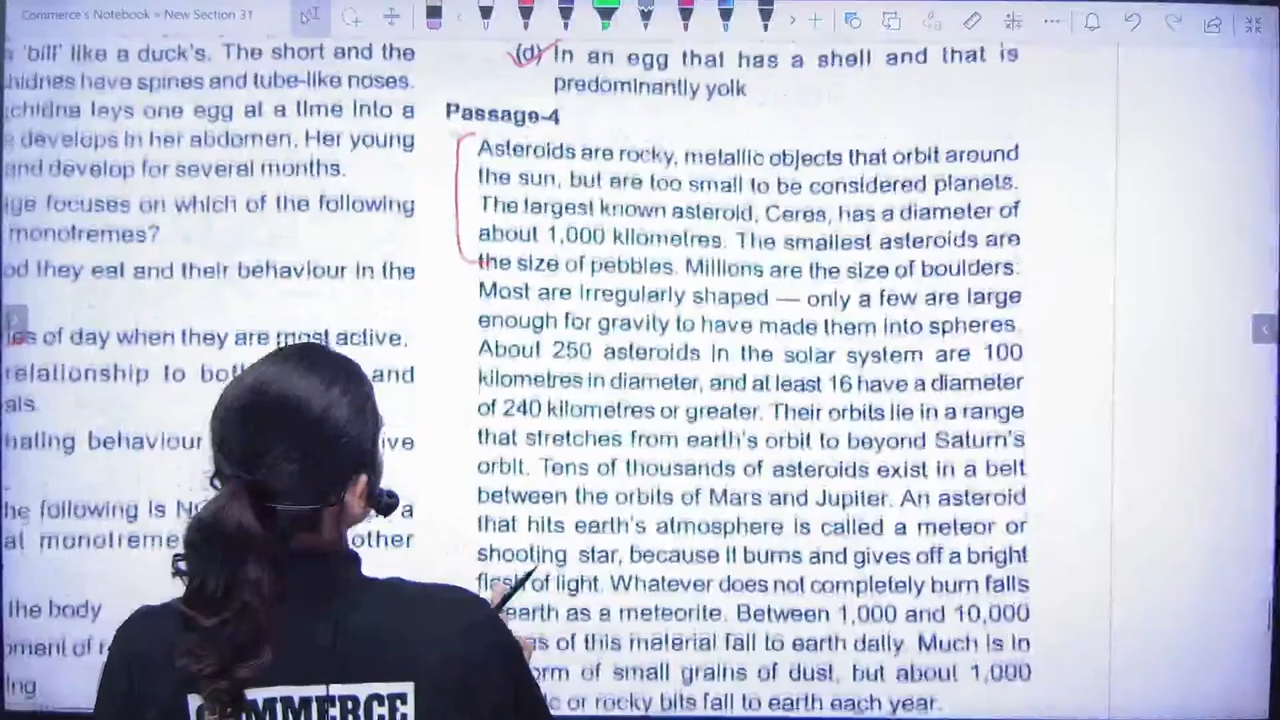 Commerce's Notebook » New Section 31
'bill' like a duck's. The short and the
have spines and tube-like noses.
lays one egg at a time into a
develops in her abdomen. Her young
and develop for several months.
focuses on which of the following
monotremes?
they eat and their behaviour in the
of day when they are most active.
relationship to and
als.
behaviour
he following is a
al other
the body
of
ing
(d) In an egg that has a shell and that is
predominantly yolk
Passage-4
Asteroids are rocky, metallic objects that orbit around
the sun, but are too small to be considered planets.
The largest known asteroid, Ceres, has a diameter of
about 1,000 kilometres. The smallest asteroids are
the size of pebbles. Millions are the size of boulders.
Most are irregularly shaped — only a few are large
enough for gravity to have made them into spheres.
About 250 asteroids in the solar system are 100
kilometres in diameter, and at least 16 have a diameter
of 240 kilometres or greater. Their orbits lie in a range
that stretches from earth's orbit to beyond Saturn's
orbit. Tens of thousands of asteroids exist in a belt
between the orbits of Mars and Jupiter. An asteroid
that hits earth's atmosphere is called a meteor or
shooting star, because it burns and gives off a bright
flash of light. Whatever does not completely burn falls
earth as a meteorite. Between 1,000 and 10,000
of this material fall to earth daily. Much is in
form of small grains of dust, but about 1,000
or rocky bits fall to earth each year.
COMMERCE